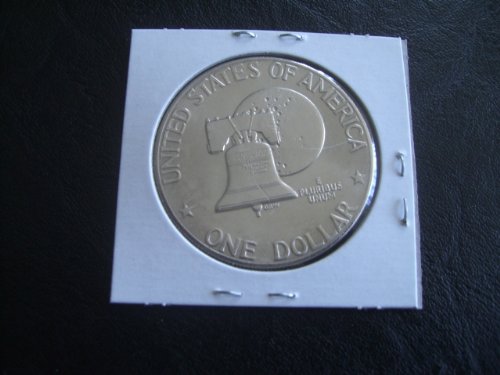 UNITED STATES OF AMERICA
E
PLURIBUS
UNUM
ONE DOLLAR